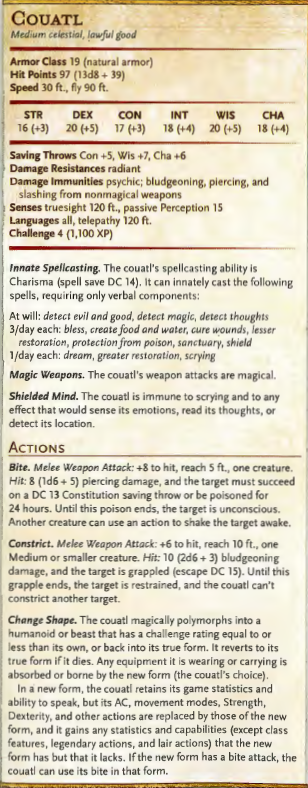 COUATL
Medium celestial, lawful good
Armor Class 19 (natural armor)
Hit Points 97 (13d8 + 39)
Speed 30 ft., fly 90 ft.
STR DEX CON INT WIS CHA
16 (+3) 20 (+5) 17 (+3) 18 (+4) 20 (+5) 18 (+4)
Saving Throws Con +5, Wis +7, Cha +6
Damage Resistances radiant
Damage Immunities psychic; bludgeoning, piercing, and
slashing from nonmagical weapons
Senses truesight 120 ft., passive Perception 15
Languages all, telepathy 120 ft.
Challenge 4 (1,100 XP)
Innate Spellcasting. The couatl's spellcasting ability is
Charisma (spell save DC 14). It can innately cast the following
spells, requiring only verbal components:
At will: detect evil and good, detect magic, detect thoughts
3/day each: bless, create food and water, cure wounds, lesser
restoration, protection from poison, sanctuary, shield
1/day each: dream, greater restoration, scrying
Magic Weapons. The couatl's weapon attacks are magical.
Shielded Mind. The couatl is immune to scrying and to any
effect that would sense its emotions, read its thoughts, or
detect its location.
ACTIONS
Bite. Melee Weapon Attack: +8 to hit, reach 5 ft., one creature.
Hit: 8 (1d6 + 5) piercing damage, and the target must succeed
on a DC 13 Constitution saving throw or be poisoned for
24 hours. Until this poison ends, the target is unconscious.
Another creature can use an action to shake the target awake.
Constrict. Melee Weapon Attack: +6 to hit, reach 10 ft., one
Medium or smaller creature. Hit: 10 (2d6 + 3) bludgeoning
damage, and the target is grappled (escape DC 15). Until this
grapple ends, the target is restrained, and the couatl can't
constrict another target.
Change Shape. The couatl magically polymorphs into a
humanoid or beast that has a challenge rating equal to or
less than its own, or back into its true form. It reverts to its
true form if it dies. Any equipment it is wearing or carrying is
absorbed or borne by the new form (the couatl's choice).
In a new form, the couatl retains its game statistics and
ability to speak, but its AC, movement modes, Strength,
Dexterity, and other actions are replaced by those of the new
form, and it gains any statistics and capabilities (except class
features, legendary actions, and lair actions) that the new
form has but that it lacks. If the new form has a bite attack, the
couatl can use its bite in that form.